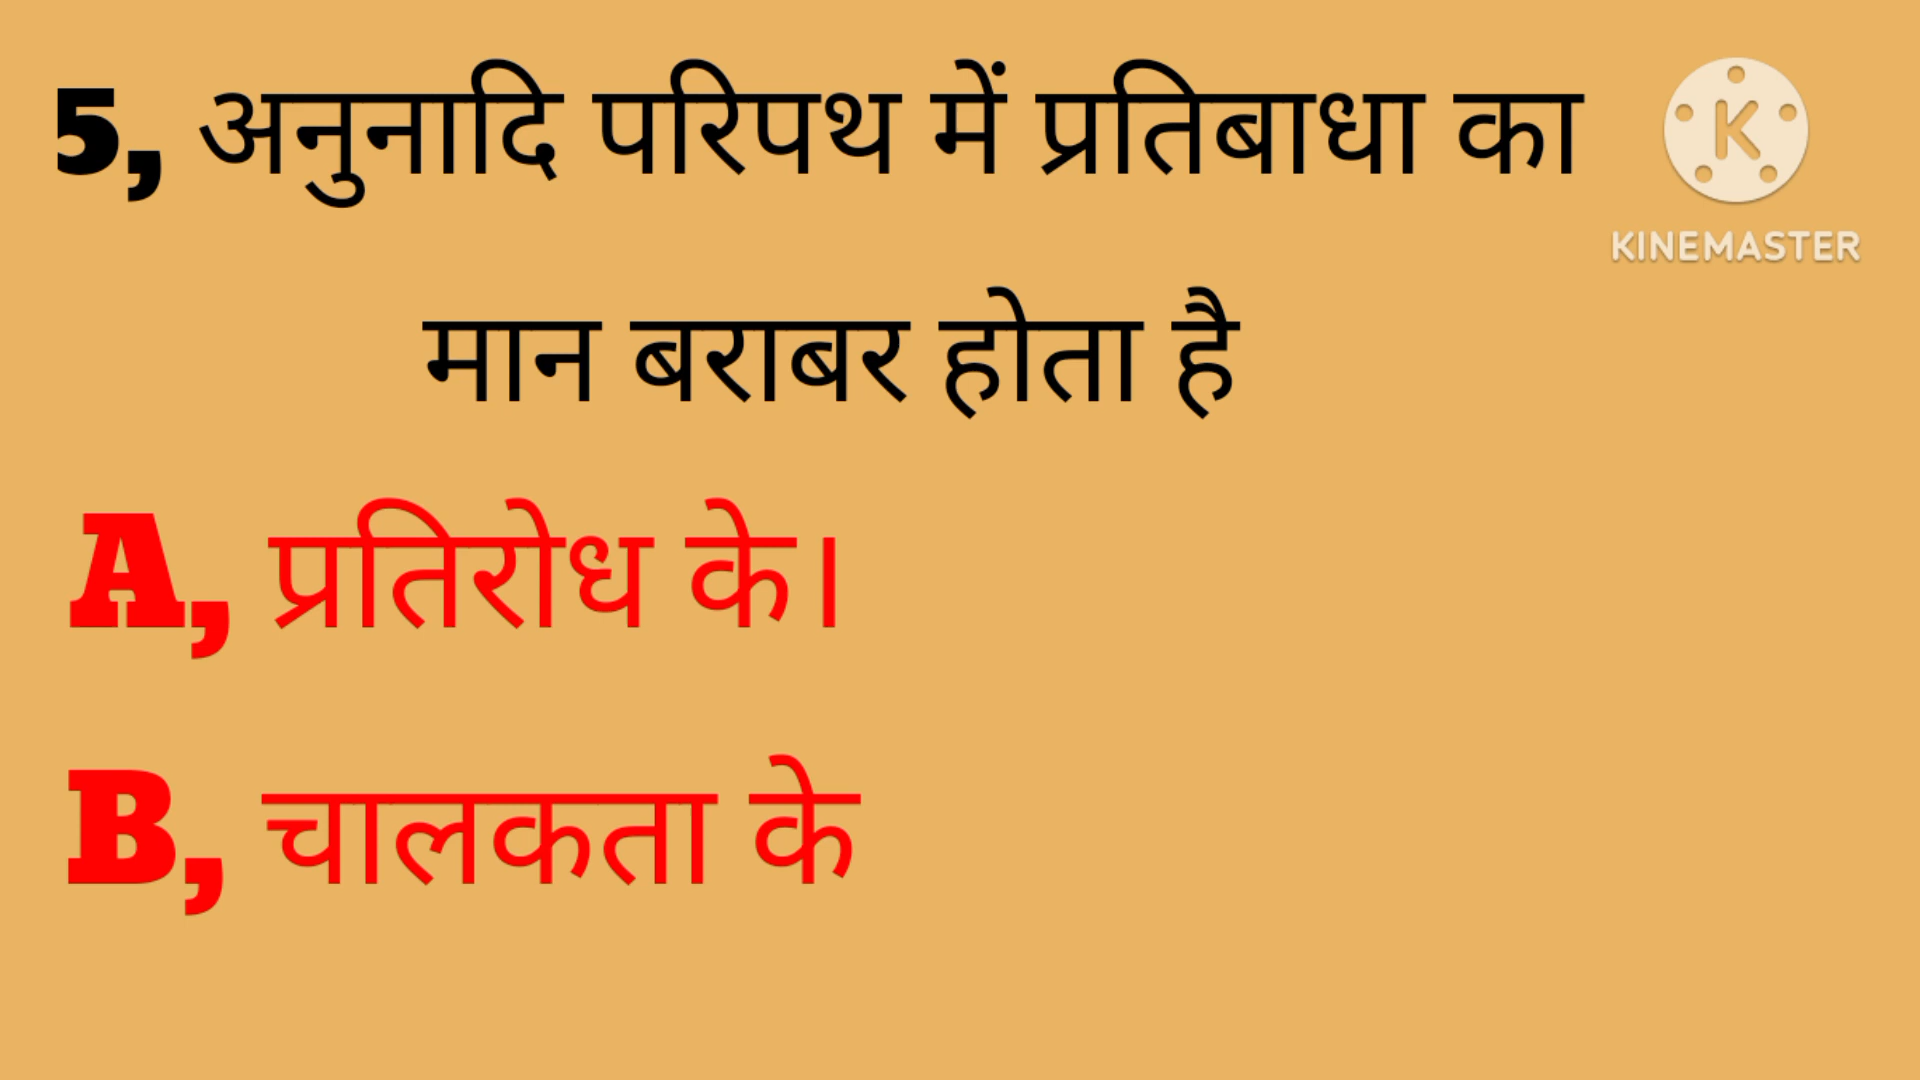 5, अनुनादि परिपथ में प्रतिबाधा का
K
KINEMASTER
मान बराबर होता है
A, प्रतिरोध के।
B, चालकता के